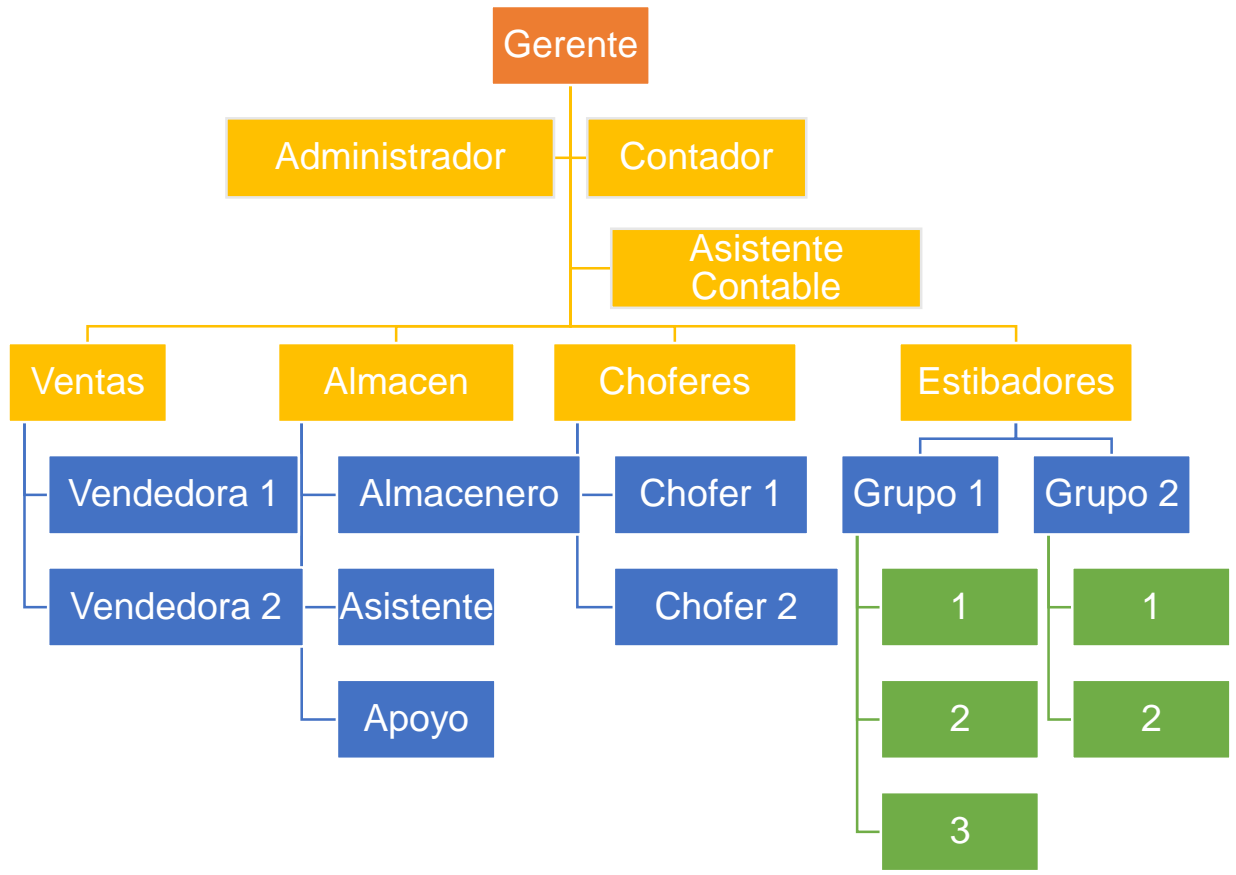 Gerente
Administrador
Contador
Asistente
Contable
Ventas
Almacen
Choferes
Estibadores
Vendedora 1
Almacenero
Chofer 1
Grupo 1
Grupo 2
Vendedora 2
Asistente
Chofer 2
1
1
Apoyo
2
2
3